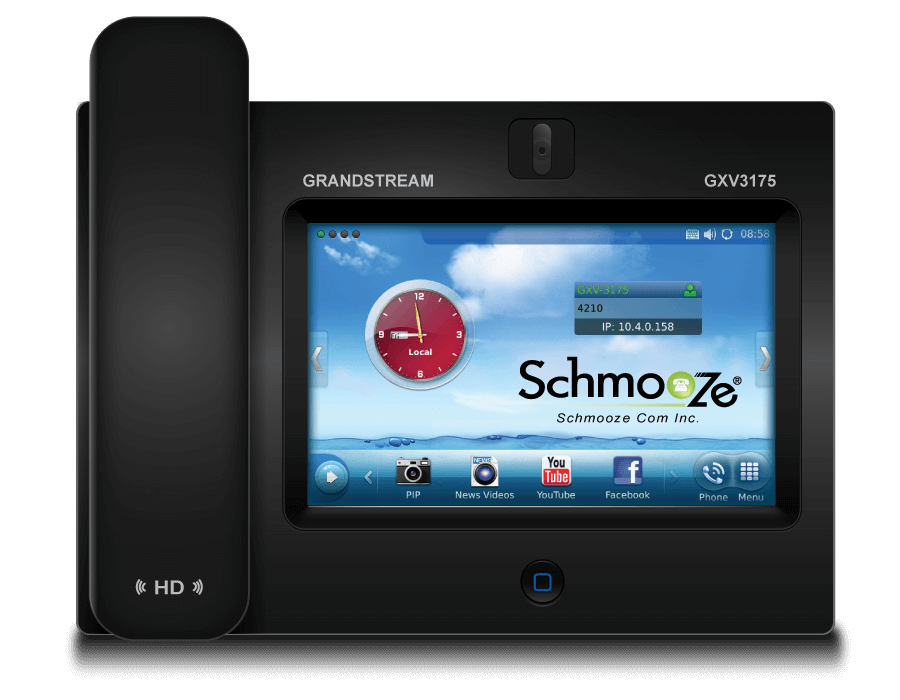 GRANDSTREAM
GXV3175
08:58
GXV-3175
4210
IP: 10.4.0.158
12
9
3
Local
6
Schmooze®
Schmooze Com Inc.
PIP
NEWS
News Videos
You
Tube
YouTube
f
Facebook
Phone
Menu
HD